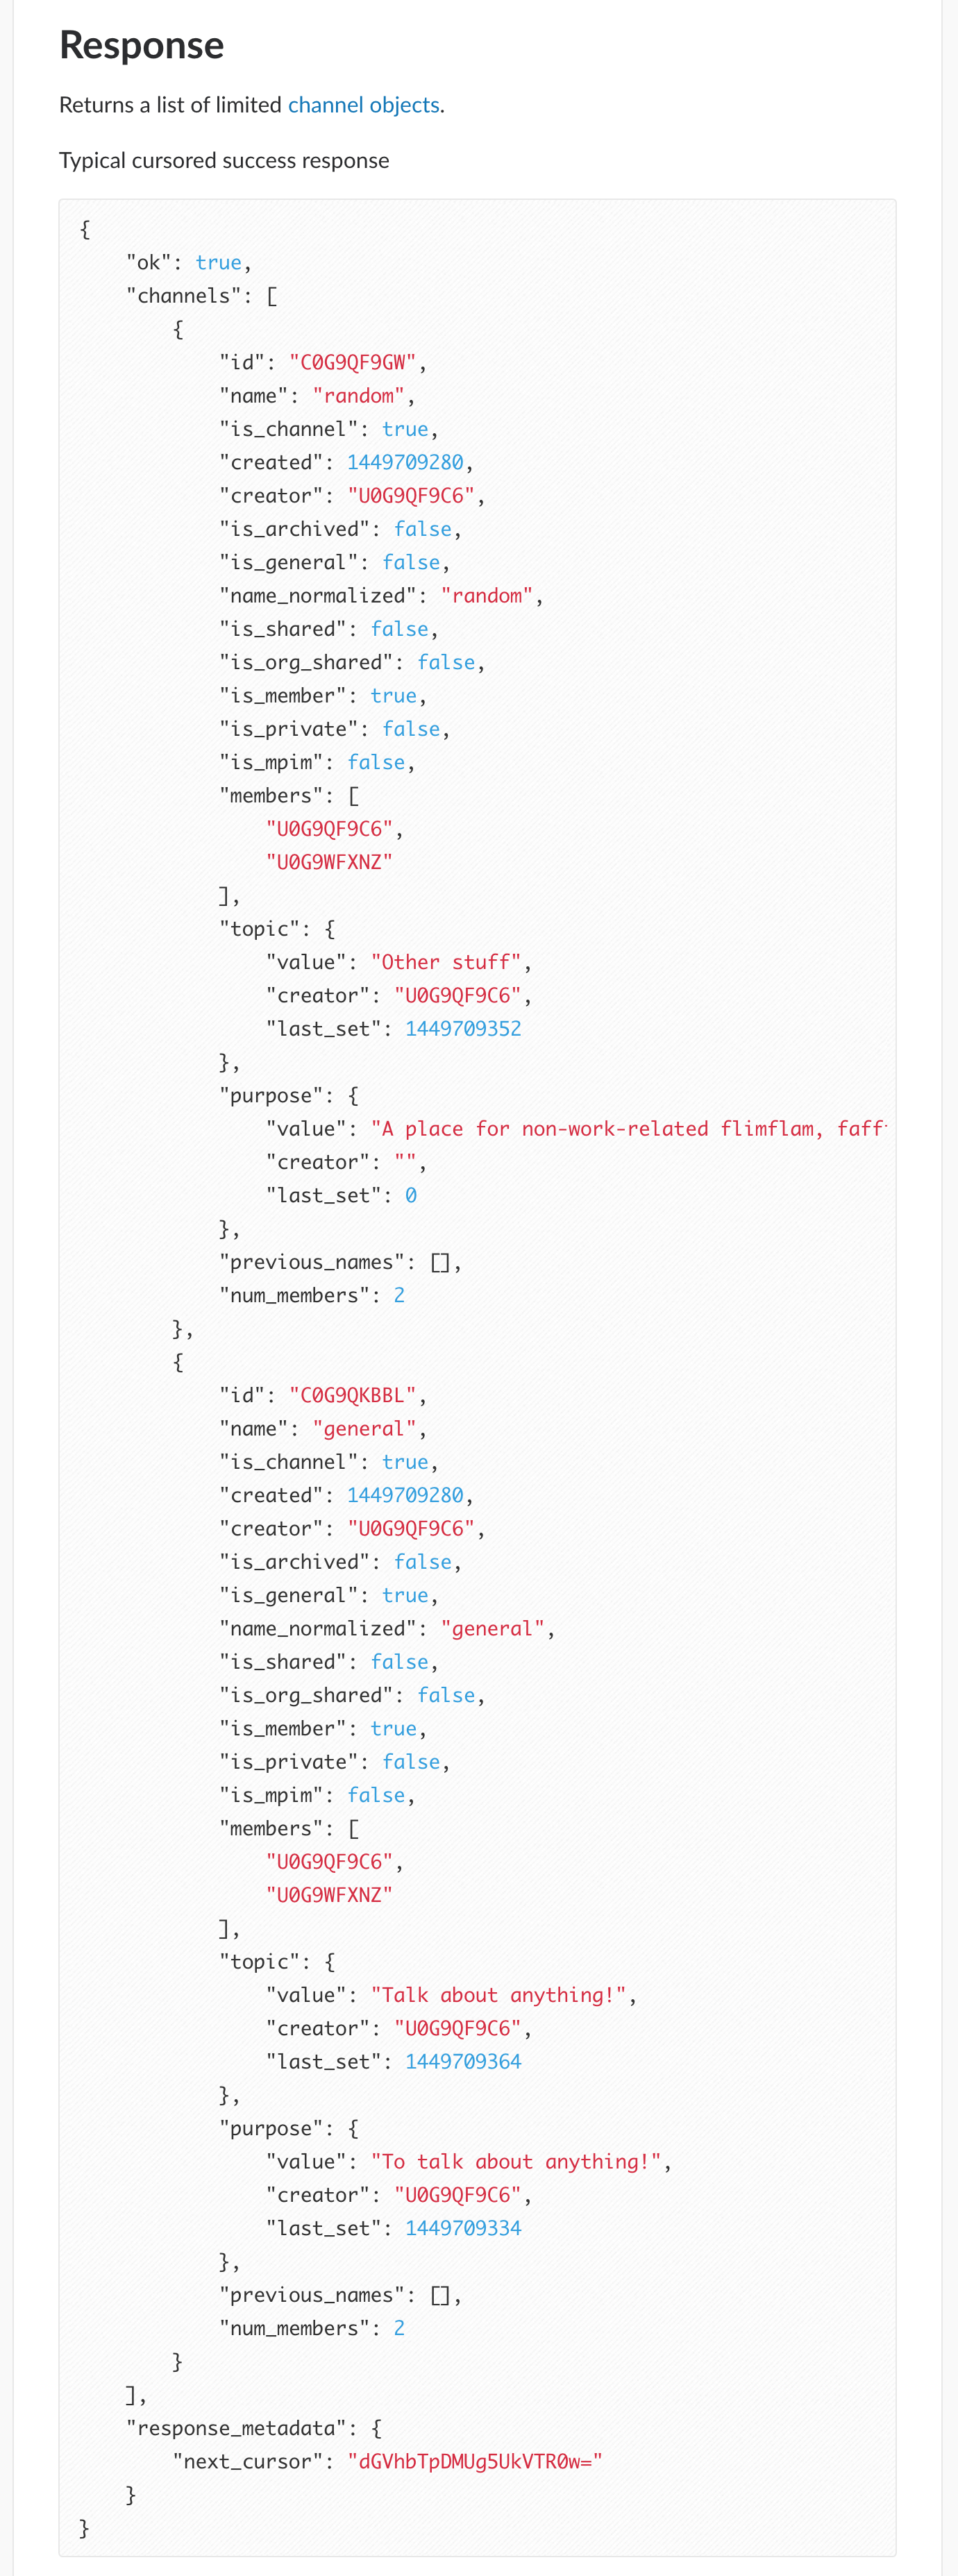 Response
Returns a list of limited channel objects.
Typical cursored success response
{
    "ok": true,
    "channels": [
        {
            "id": "C0G9QF9GW",
            "name": "random",
            "is_channel": true,
            "created": 1449709280,
            "creator": "U0G9QF9C6",
            "is_archived": false,
            "is_general": false,
            "name_normalized": "random",
            "is_shared": false,
            "is_org_shared": false,
            "is_member": true,
            "is_private": false,
            "is_mpim": false,
            "members": [
                "U0G9QF9C6",
                "U0G9WFXNZ"
            ],
            "topic": {
                "value": "Other stuff",
                "creator": "U0G9QF9C6",
                "last_set": 1449709352
            },
            "purpose": {
                "value": "A place for non-work-related flimflam,
                "creator": "",
                "last_set": 0
            },
            "previous_names": [],
            "num_members": 2
        },
        {
            "id": "C0G9QKBBL",
            "name": "general",
            "is_channel": true,
            "created": 1449709280,
            "creator": "U0G9QF9C6",
            "is_archived": false,
            "is_general": true,
            "name_normalized": "general",
            "is_shared": false,
            "is_org_shared": false,
            "is_member": true,
            "is_private": false,
            "is_mpim": false,
            "members": [
                "U0G9QF9C6",
                "U0G9WFXNZ"
            ],
            "topic": {
                "value": "Talk about anything!",
                "creator": "U0G9QF9C6",
                "last_set": 1449709364
            },
            "purpose": {
                "value": "To talk about anything!",
                "creator": "U0G9QF9C6",
                "last_set": 1449709334
            },
            "previous_names": [],
            "num_members": 2
        }
    ],
    "response_metadata": {
        "next_cursor": "dGVhbTpDMUg5UkVTR0w="
    }
}